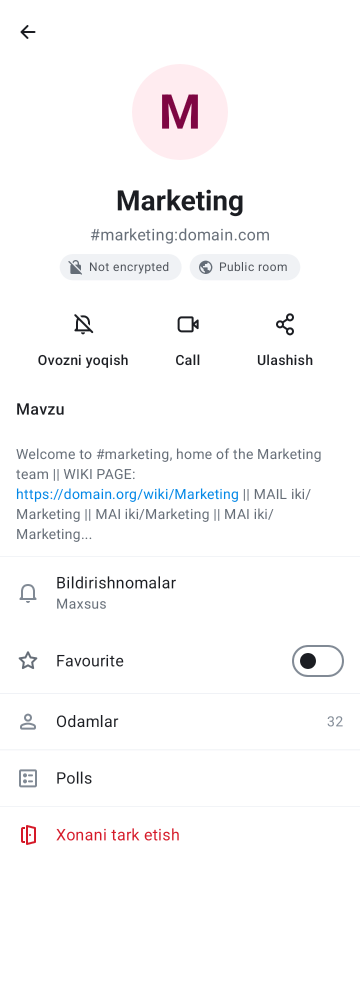 M
Marketing
#marketing:domain.com
Not encrypted
Public room
Ovozni yoqish
Call
Ulashish
Mavzu
Welcome to #marketing, home of the Marketing
team || WIKI PAGE:
https://domain.org/wiki/Marketing || MAIL iki/
Marketing || MAI iki/Marketing || MAI iki/
Marketing...
Bildirishnomalar
Maxsus
Favourite
Odamlar 32
Polls
Xonani tark etish